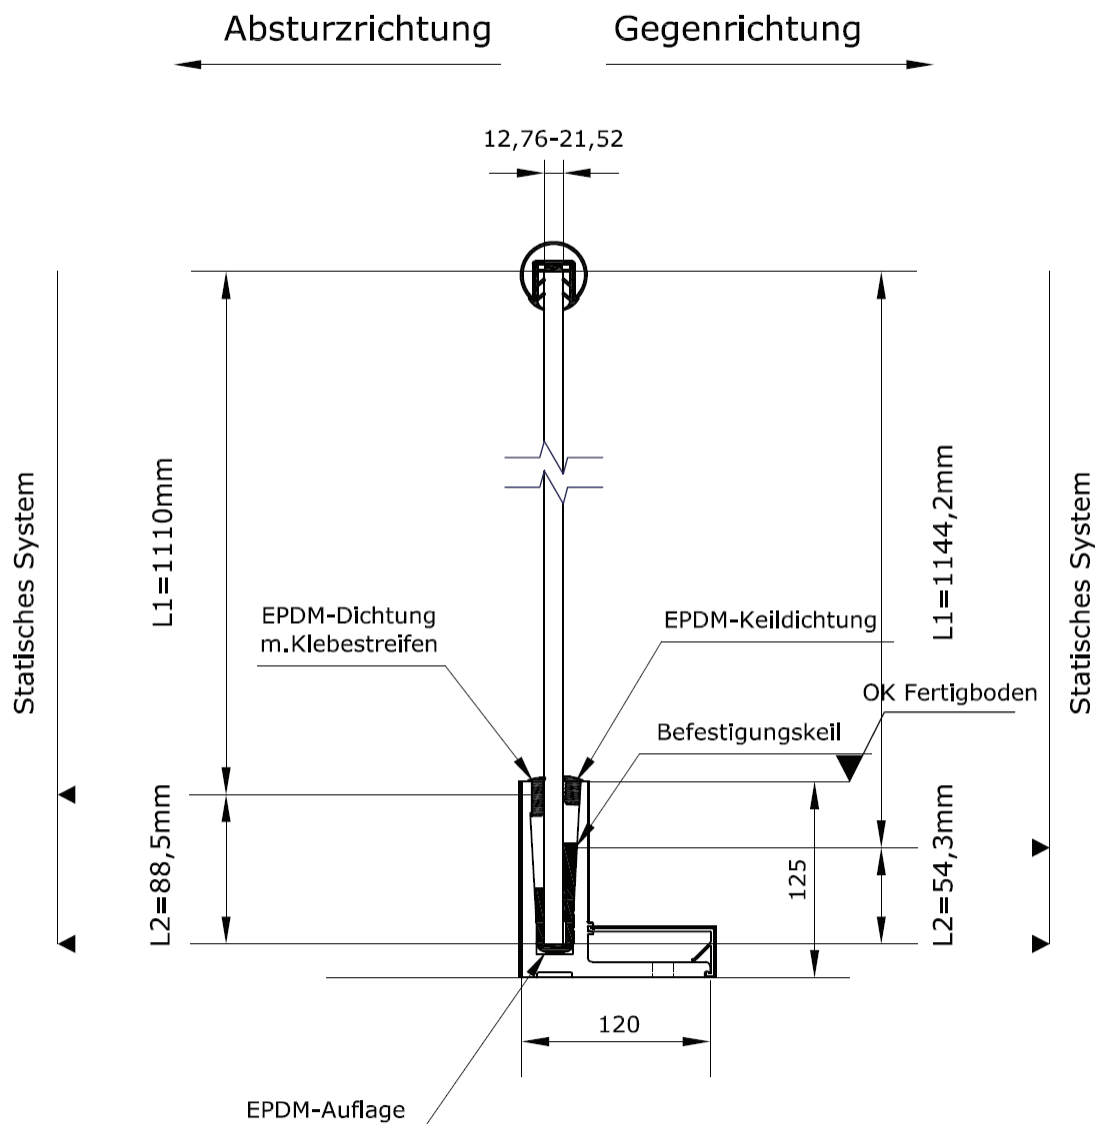 Absturzrichtung
Gegenrichtung
12,76-21,52
Statisches System
L1=1110mm
L1=1144,2mm
Statisches System
EPDM-Dichtung
m.Klebestreifen
EPDM-Keildichtung
OK Fertigboden
Befestigungskeil
L2=88,5mm
125
L2=54,3mm
120
EPDM-Auflage